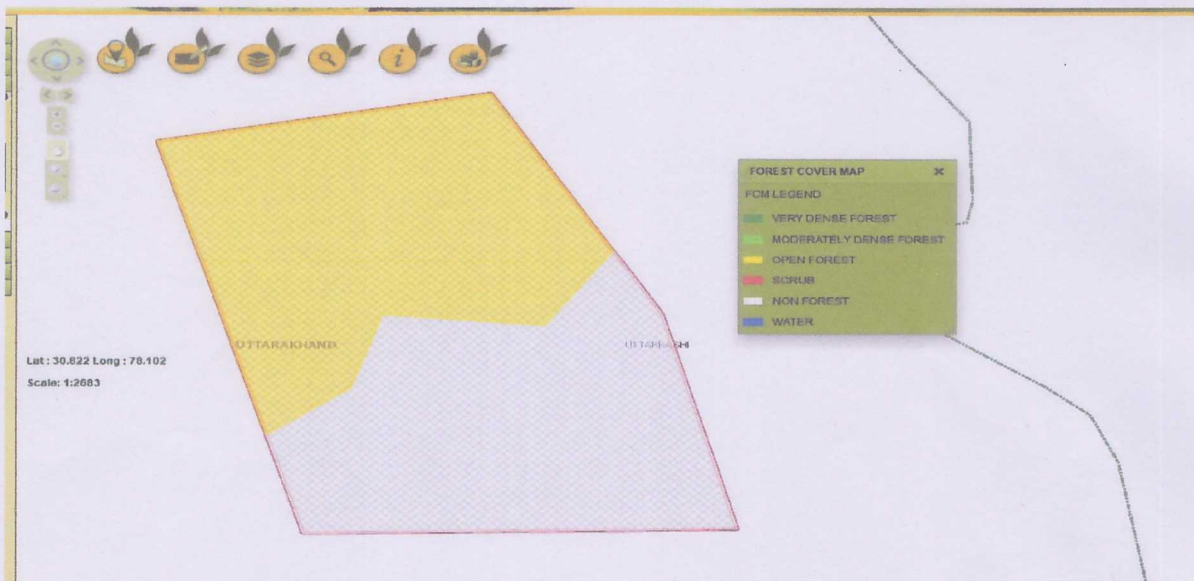 FOREST COVER MAP ×
FCM LEGEND
VERY DENSE FOREST
MODERATELY DENSE FOREST
OPEN FOREST
SCRUB
NON FOREST
WATER
UTTARAKHAND
Lat : 30.822 Long : 78.102
Scale: 1:2683